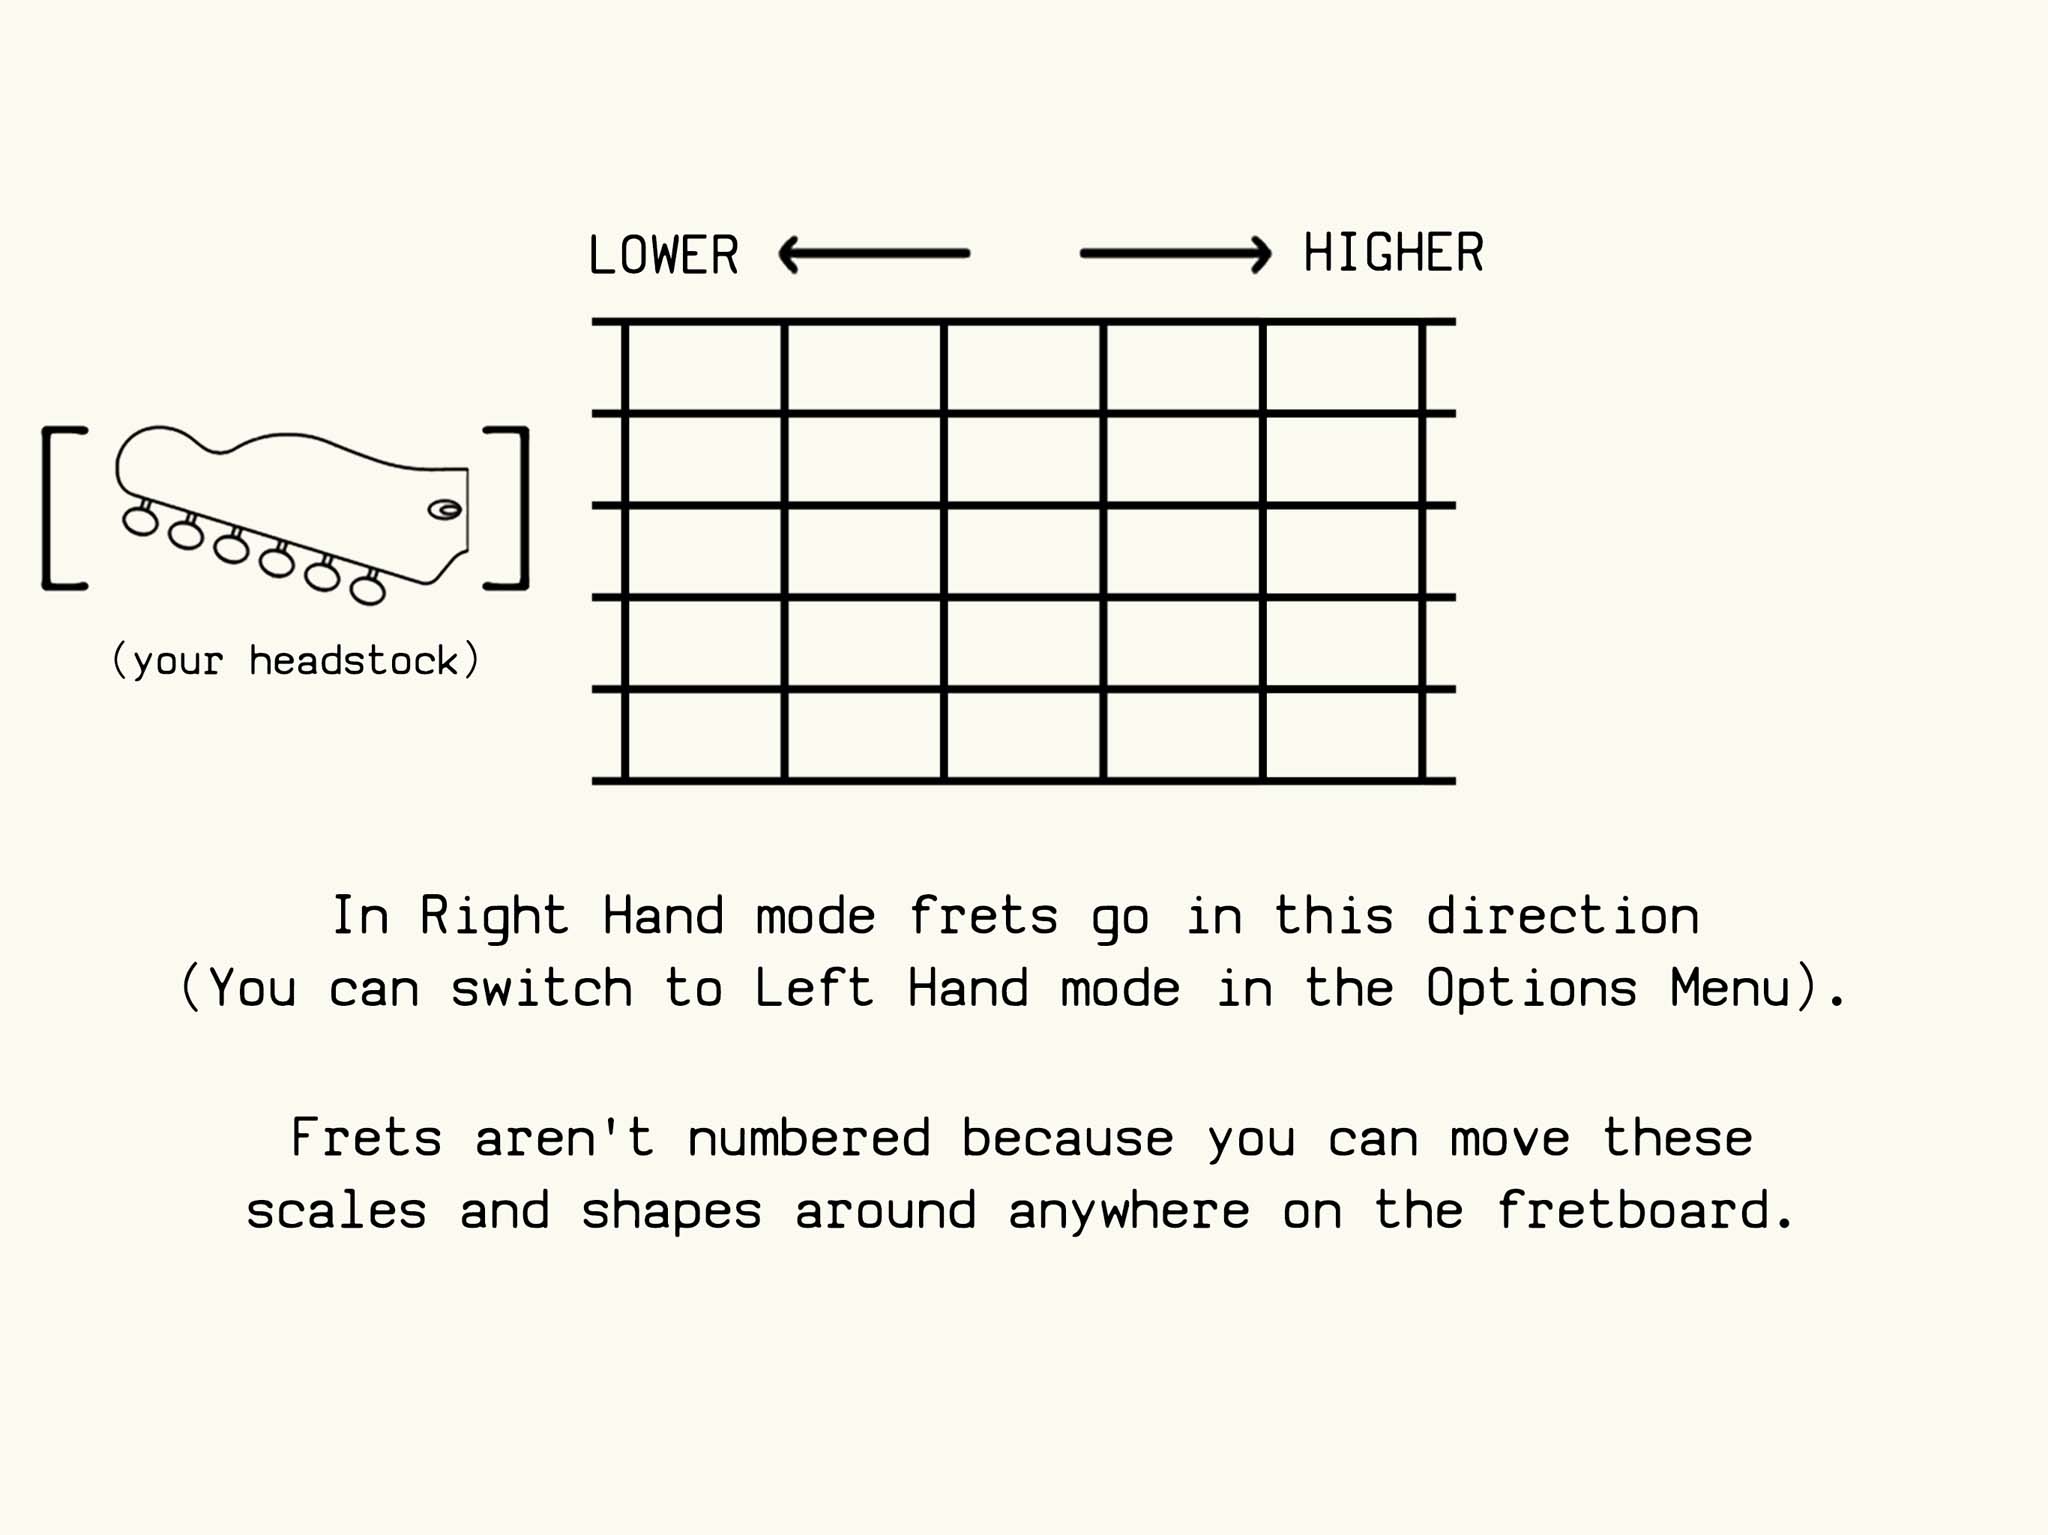 LOWER HIGHER
(your headstock)
In Right Hand mode frets go in this direction
(You can switch to Left Hand mode in the Options Menu).
Frets aren't numbered because you can move these
scales and shapes around anywhere on the fretboard.